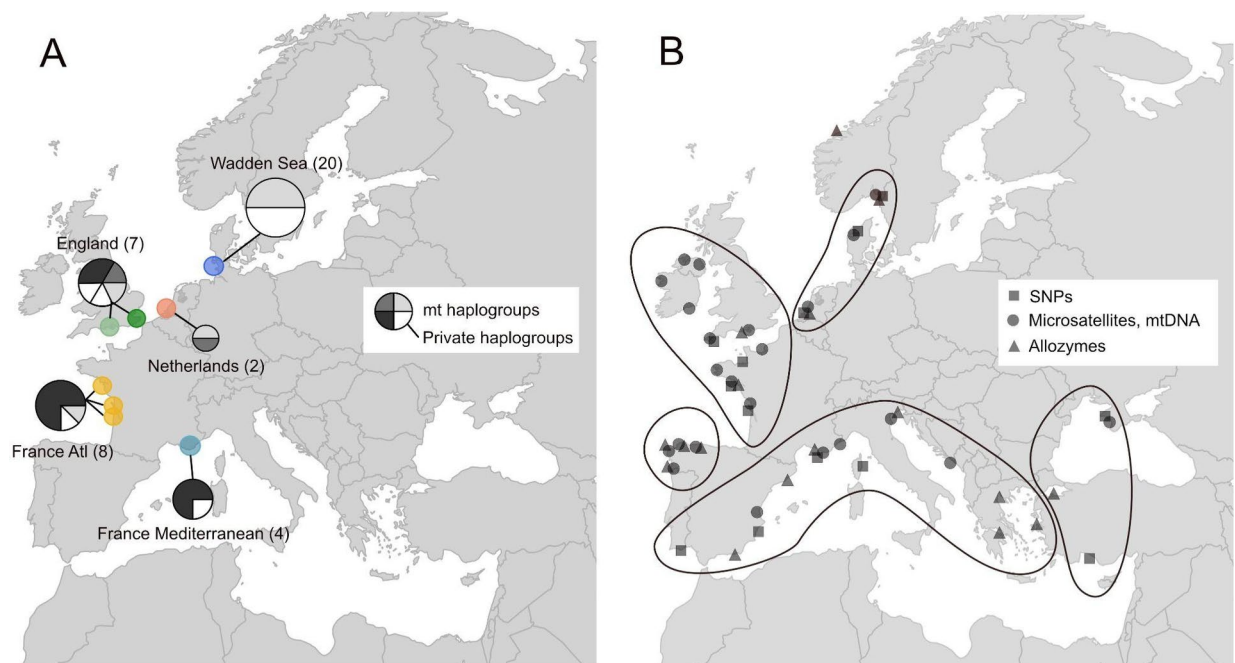 A
Wadden Sea (20)
England (7)
mt haplogroups
Private haplogroups
Netherlands (2)
France Atl (8)
France Mediterranean (4)
B
SNPs
Microsatellites, mtDNA
Allozymes